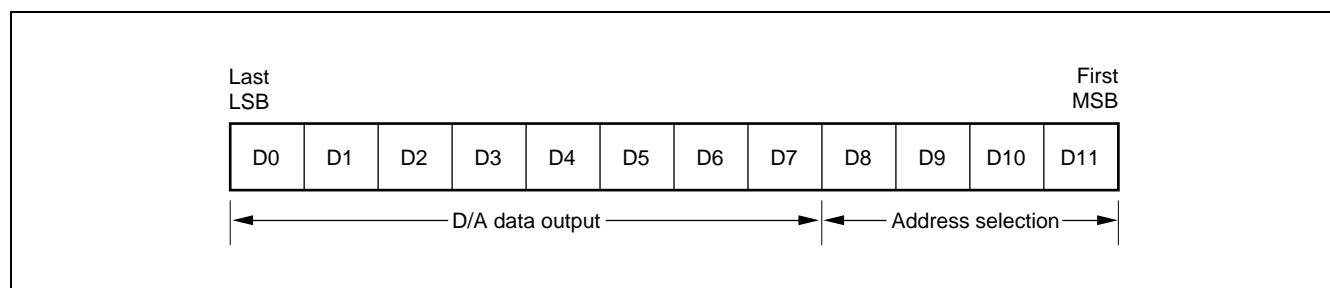 Last
LSB
First
MSB
D0 D1 D2 D3 D4 D5 D6 D7 D8 D9 D10 D11
D/A data output
Address selection